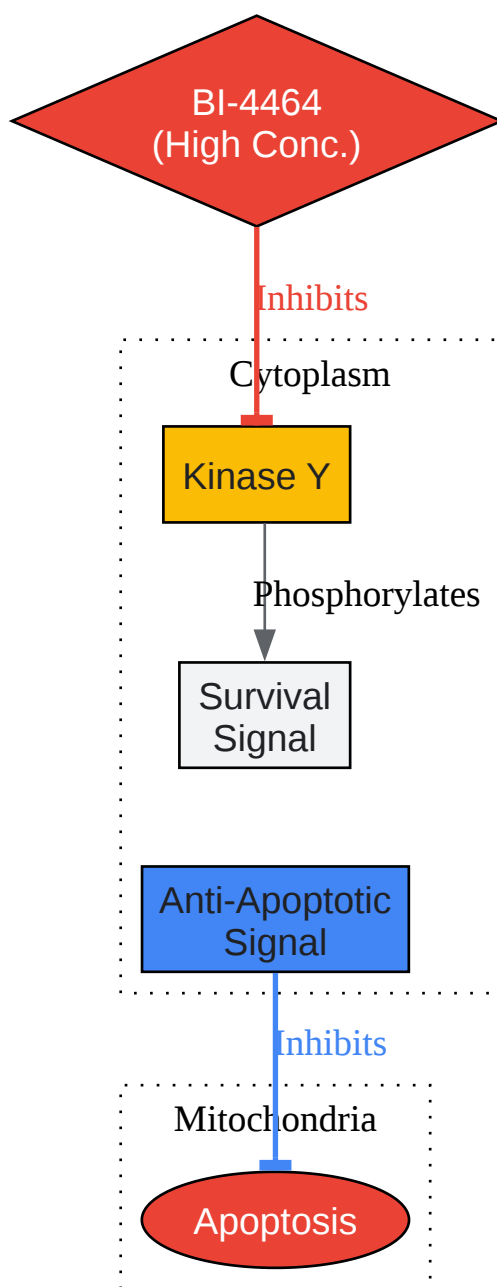 BI-4464
(High Conc.)
Inhibits
Cytoplasm
Kinase Y
Phosphorylates
Survival
Signal
Anti-Apoptotic
Signal
Inhibits
Mitochondria
Apoptosis